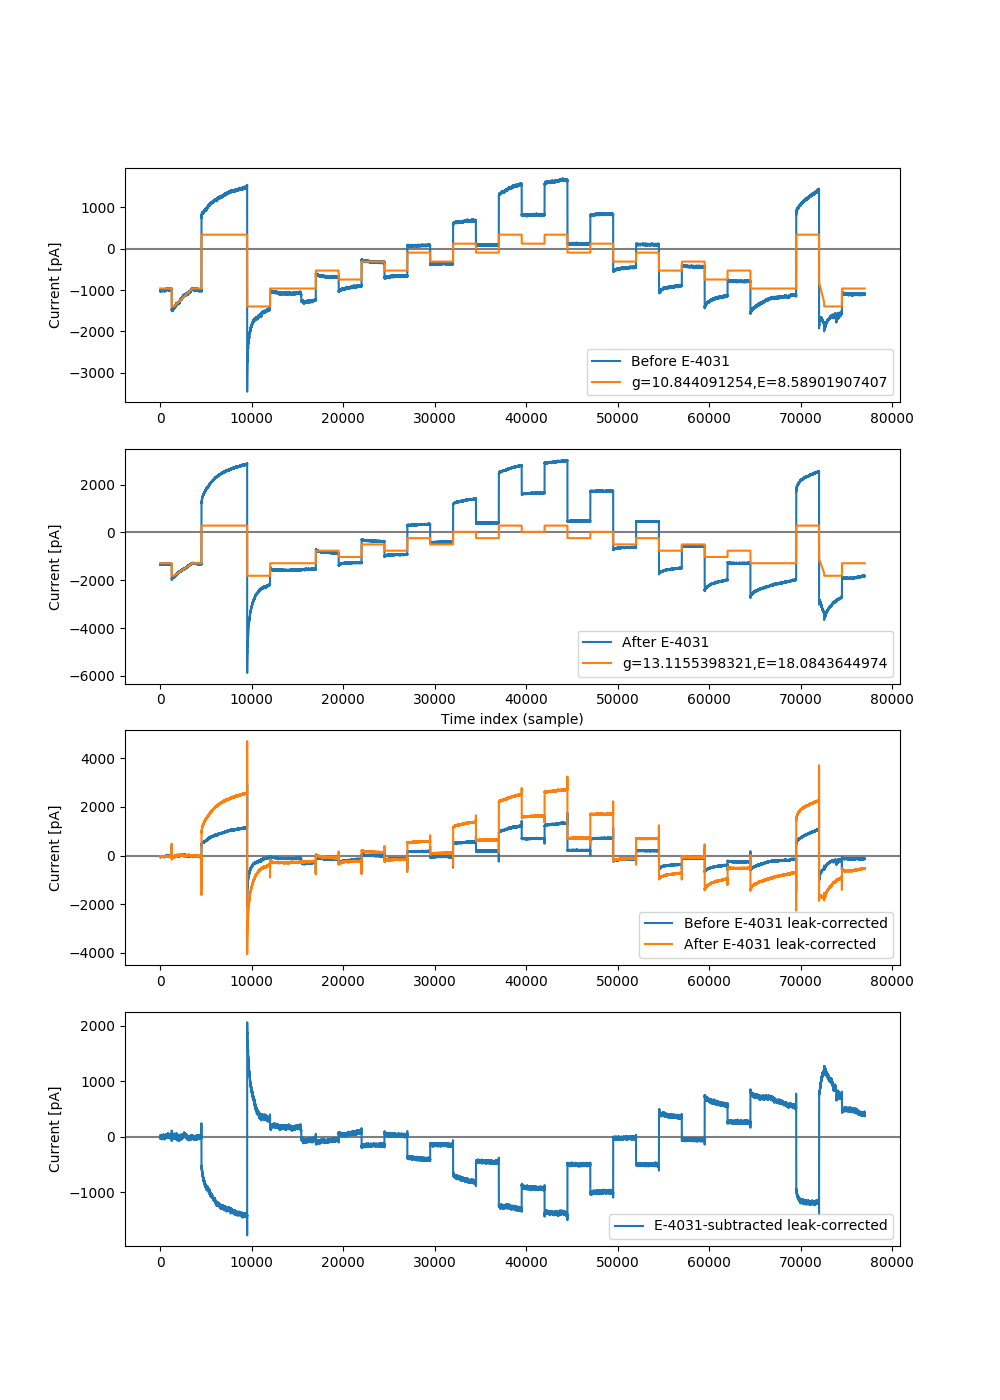 1000
0
−1000
−2000
−3000
Current [pA]
Before E-4031
g=10.844091254,E=8.58901907407
0 10000 20000 30000 40000 50000 60000 70000 80000
2000
0
−2000
−4000
−6000
Current [pA]
After E-4031
g=13.1155398321,E=18.0843644974
0 10000 20000 30000 40000 50000 60000 70000 80000
Time index (sample)
4000
2000
0
−2000
−4000
Current [pA]
Before E-4031 leak-corrected
After E-4031 leak-corrected
0 10000 20000 30000 40000 50000 60000 70000 80000
2000
1000
0
−1000
Current [pA]
E-4031-subtracted leak-corrected
0 10000 20000 30000 40000 50000 60000 70000 80000